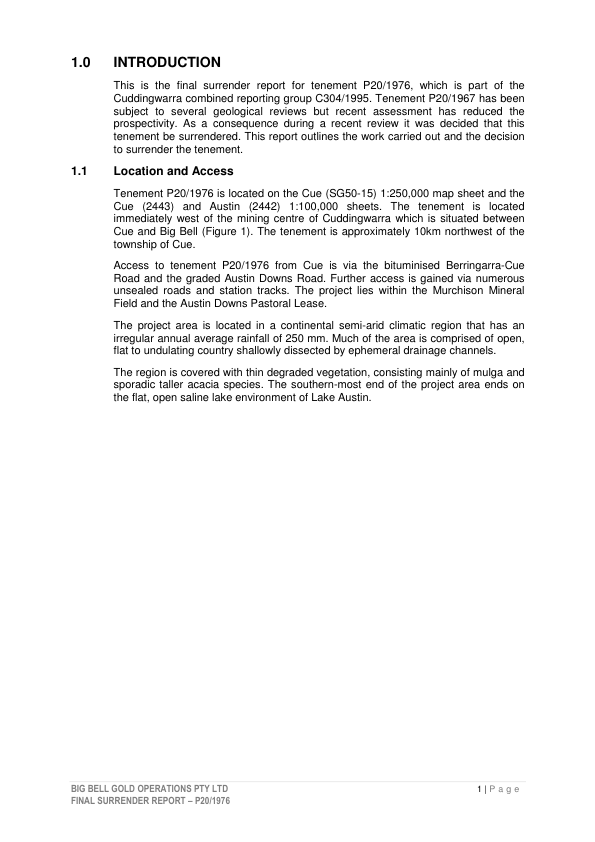 1.0 INTRODUCTION
This is the final surrender report for tenement P20/1976, which is part of the
Cuddingwarra combined reporting group C304/1995. Tenement P20/1967 has been
subject to several geological reviews but recent assessment has reduced the
prospectivity. As a consequence during a recent review it was decided that this
tenement be surrendered. This report outlines the work carried out and the decision
to surrender the tenement.
1.1 Location and Access
Tenement P20/1976 is located on the Cue (SG50-15) 1:250,000 map sheet and the
Cue (2443) and Austin (2442) 1:100,000 sheets. The tenement is located
immediately west of the mining centre of Cuddingwarra which is situated between
Cue and Big Bell (Figure 1). The tenement is approximately 10km northwest of the
township of Cue.
Access to tenement P20/1976 from Cue is via the bituminised Berringarra-Cue
Road and the graded Austin Downs Road. Further access is gained via numerous
unsealed roads and station tracks. The project lies within the Murchison Mineral
Field and the Austin Downs Pastoral Lease.
The project area is located in a continental semi-arid climatic region that has an
irregular annual average rainfall of 250 mm. Much of the area is comprised of open,
flat to undulating country shallowly dissected by ephemeral drainage channels.
The region is covered with thin degraded vegetation, consisting mainly of mulga and
sporadic taller acacia species. The southern-most end of the project area ends on
the flat, open saline lake environment of Lake Austin.
BIG BELL GOLD OPERATIONS PTY LTD 1 | Page
FINAL SURRENDER REPORT – P20/1976